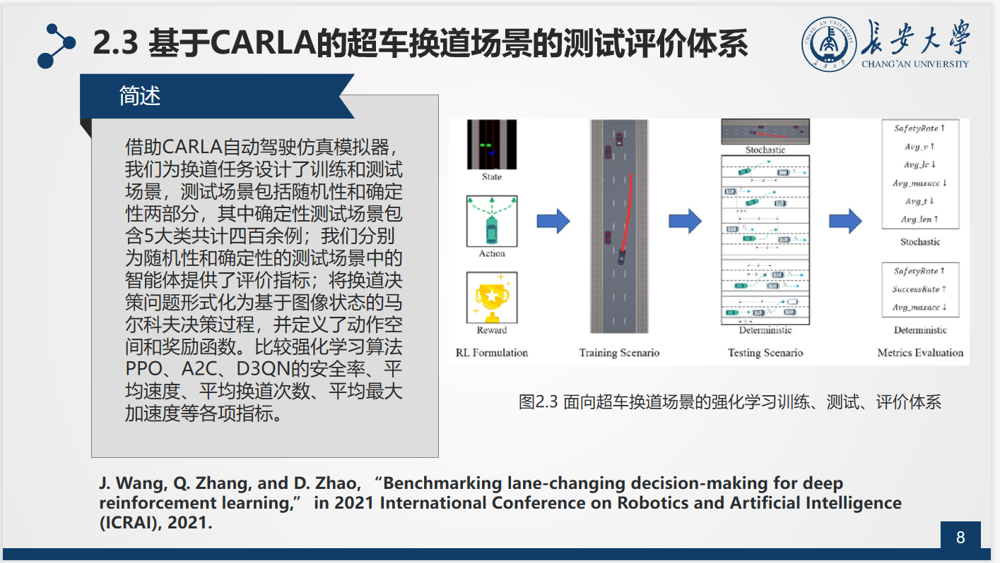 2.3 基于CARLA的超车换道场景的测试评价体系
長安大學
CHANG'AN UNIVERSITY
简述
借助CARLA自动驾驶仿真模拟器，
我们为换道任务设计了训练和测试
场景，测试场景包括随机性和确定
性两部分，其中确定性测试场景包
含5大类共计四百余例；我们分别
为随机性和确定性的测试场景中的
智能体提供了评价指标；将换道决
策问题形式化为基于图像状态的马
尔科夫决策过程，并定义了动作空
间和奖励函数。比较强化学习算法
PPO、A2C、D3QN的安全率、平
均速度、平均换道次数、平均最大
加速度等各项指标。
State
Action
Reward
RL Formulation
Training Scenario
Stochastic
Deterministic
Testing Scenario
SafetyRate ↑
Avg_v ↑
Avg_lc ↓
Avg_maxacc ↓
Avg_t ↓
Avg_len ↑
Stochastic
SafetyRate ↑
SuccessRate ↑
Avg_maxacc ↓
Deterministic
Metrics Evaluation
图2.3 面向超车换道场景的强化学习训练、测试、评价体系
J. Wang, Q. Zhang, and D. Zhao, “Benchmarking lane-changing decision-making for deep
reinforcement learning,” in 2021 International Conference on Robotics and Artificial Intelligence
(ICRAI), 2021.
8